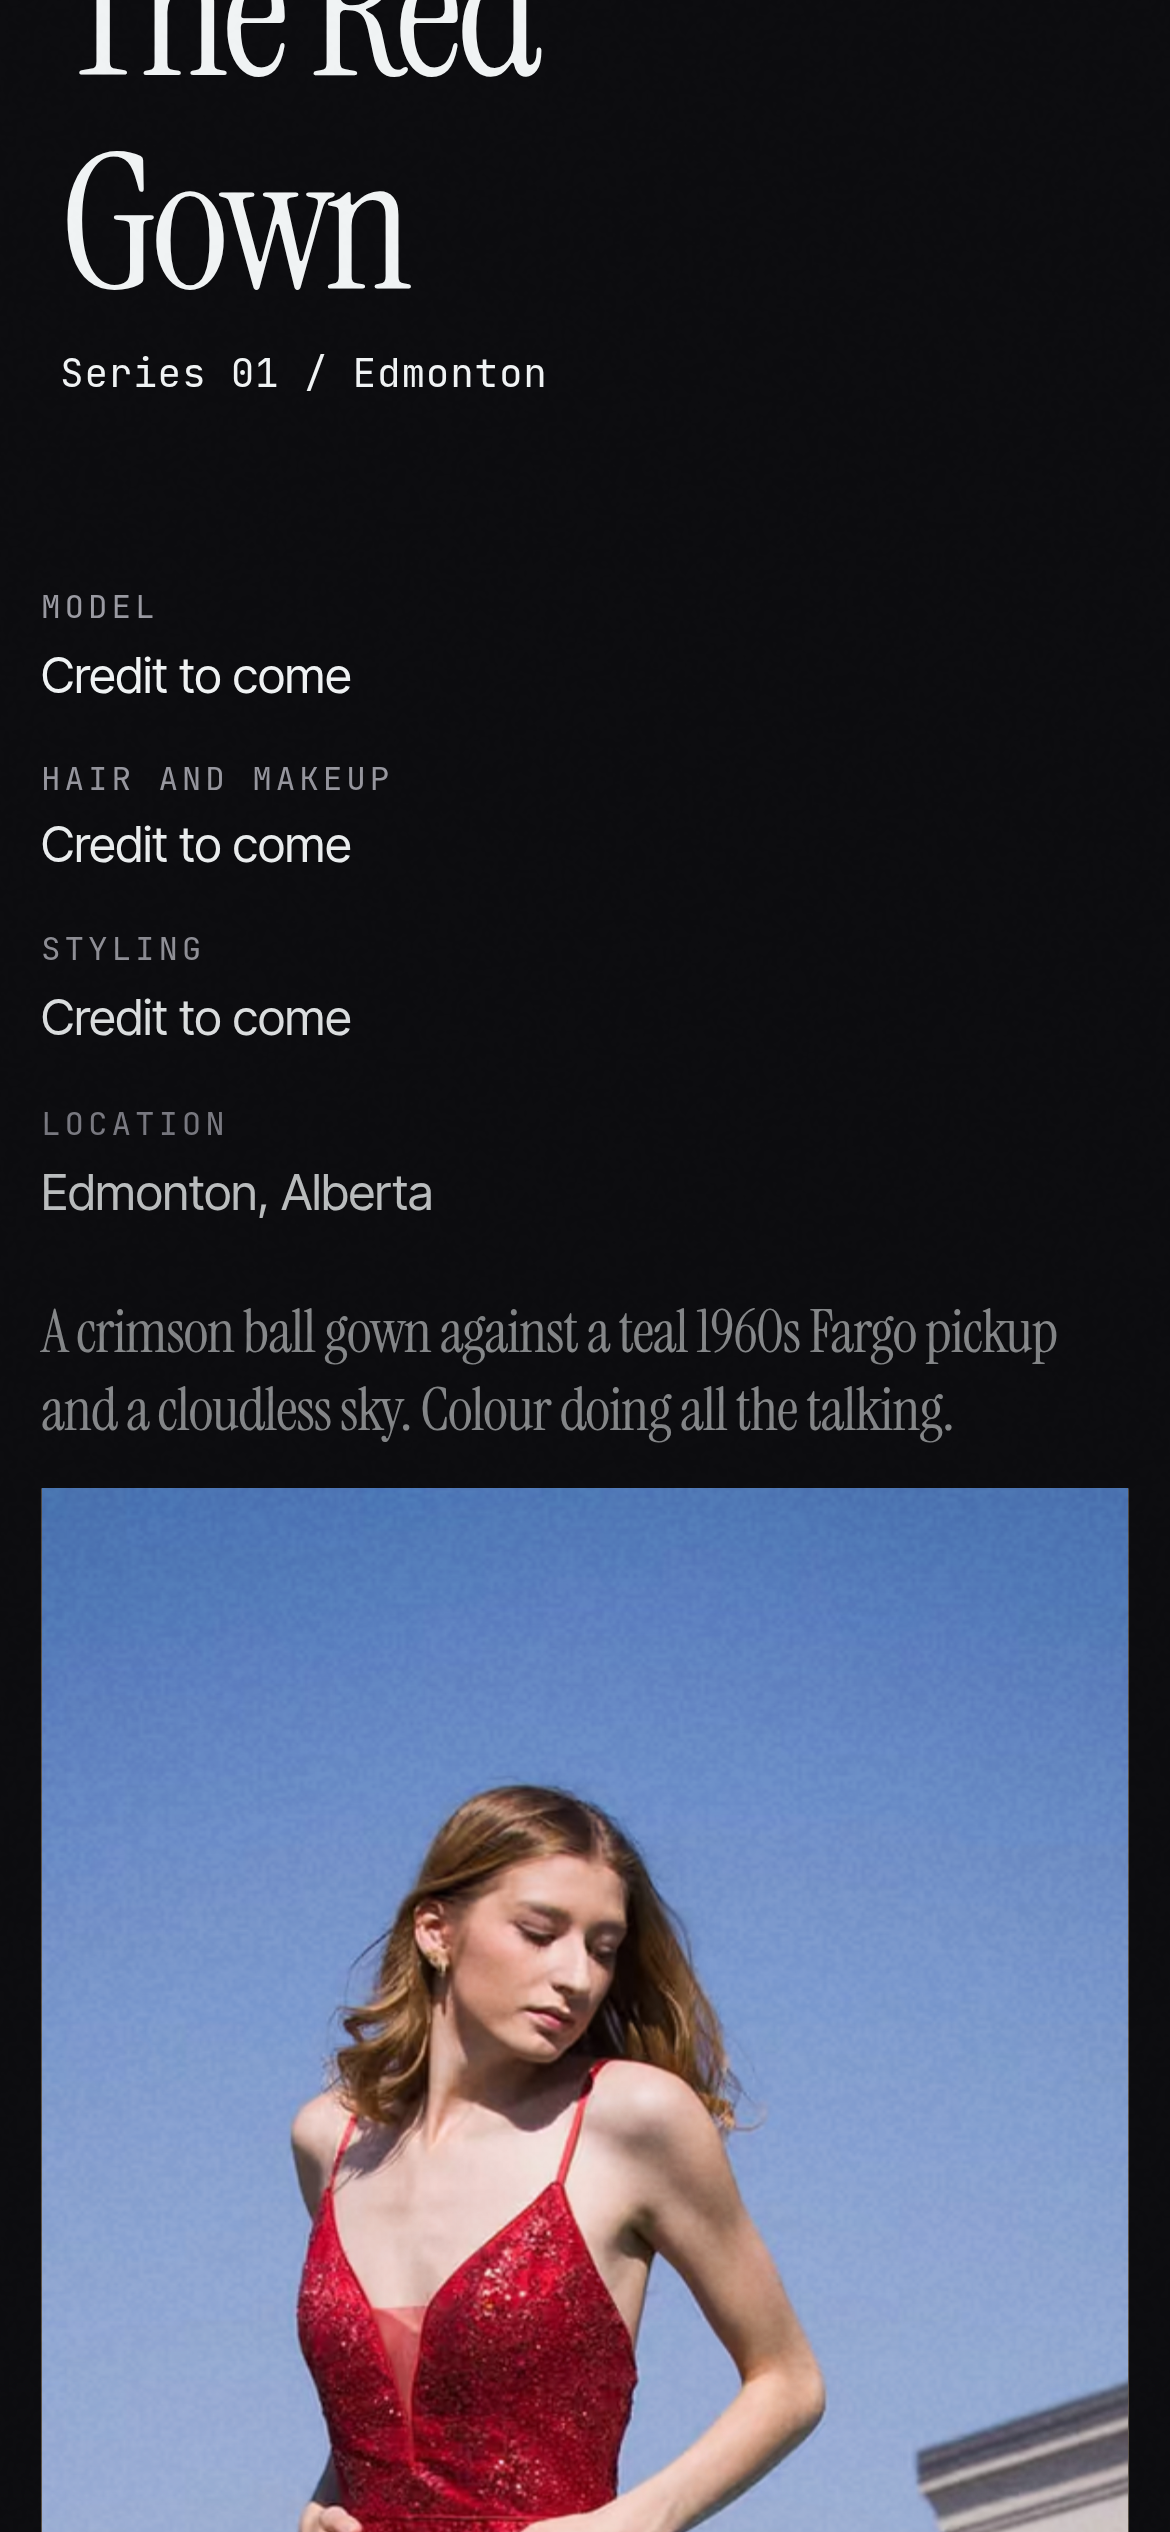 The Red
Gown
Series 01 / Edmonton
MODEL
Credit to come
HAIR AND MAKEUP
Credit to come
STYLING
Credit to come
LOCATION
Edmonton, Alberta
A crimson ball gown against a teal 1960s Fargo pickup
and a cloudless sky. Colour doing all the talking.